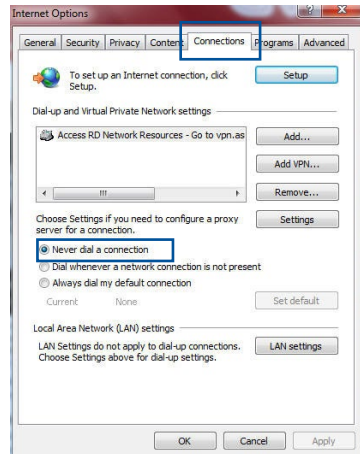 Internet Options
General Security Privacy Content Connections Programs Advanced
To set up an Internet connection, click
Setup.
Setup
Dial-up and Virtual Private Network settings
Access RD Network Resources - Go to vpn.as
Add...
Add VPN...
Remove...
Choose Settings if you need to configure a proxy
server for a connection.
Settings
Never dial a connection
Dial whenever a network connection is not present
Always dial my default connection
Current None
Set default
Local Area Network (LAN) settings
LAN Settings do not apply to dial-up connections.
Choose Settings above for dial-up settings.
LAN settings
OK Cancel Apply